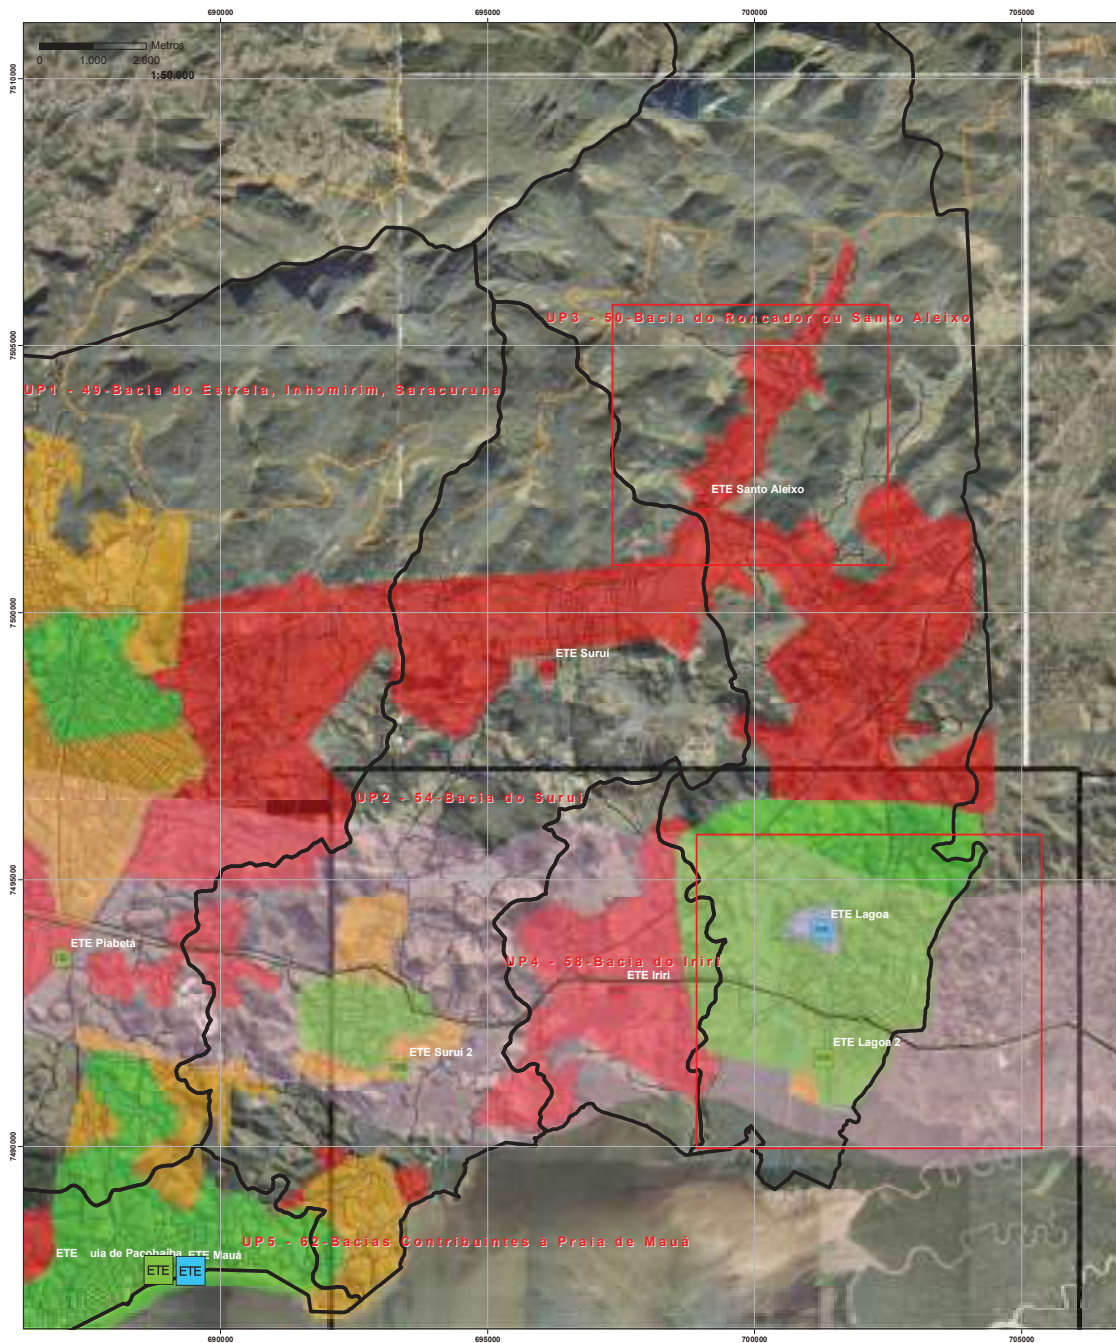 690000 695000 700000 705000
Metros
0 1.000 2.000
1:50.000
7510000
7505000
7500000
7495000
7490000
UP3 - 50-Bacia do Roncador ou Santo Aleixo
UP1 - 49-Bacia do Estrela, Inhomirim, Saracuruna
ETE Santo Aleixo
ETE Suruí
UP2 - 54-Bacia do Suruí
ETE Lagoa
ETE Piabetá
UP4 - 58-Bacia do Iriri
ETE Iriri
ETE Lagoa 2
ETE Suruí 2
UP5 - 62-Bacias Contribuintes à Praia de Mauá
ETE uia de Pacobaíba ETE Mauá
ETE ETE
690000 695000 700000 705000